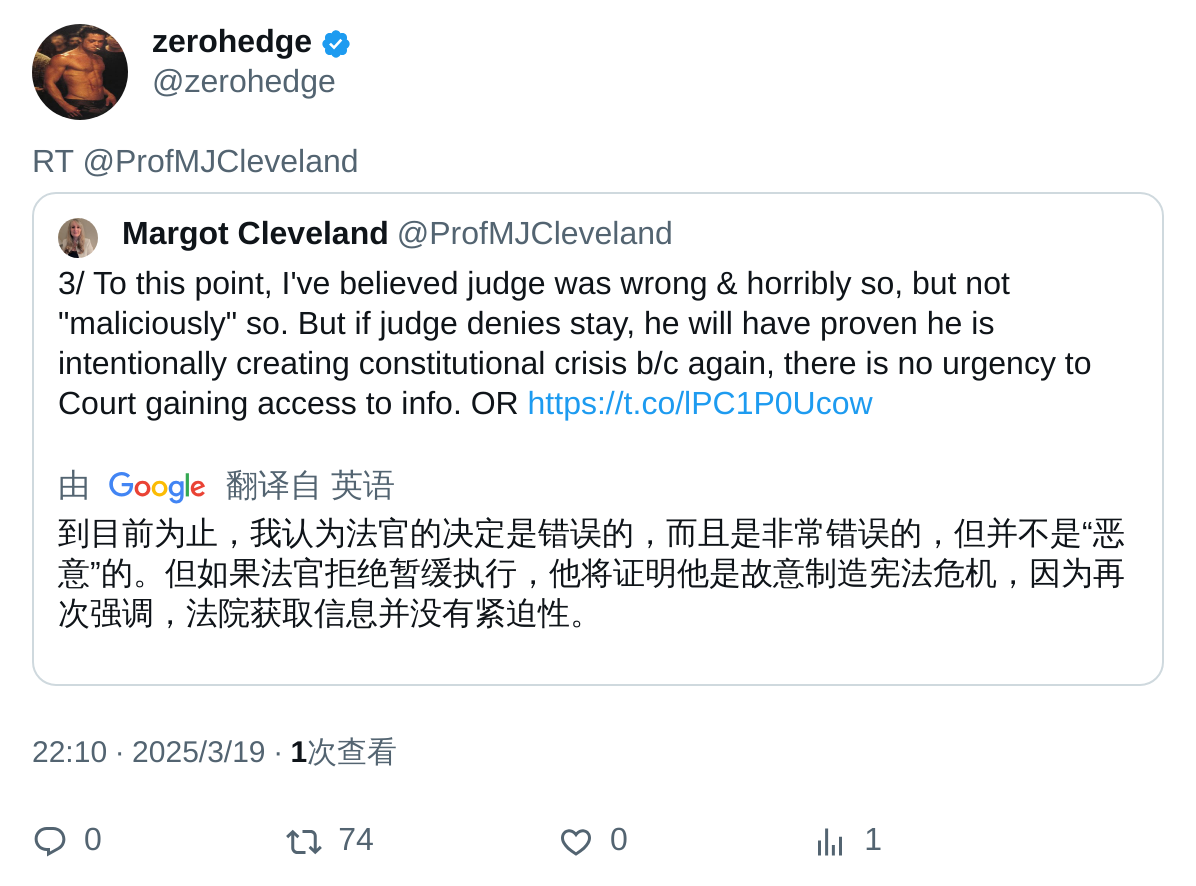 zerohedge
@zerohedge
RT @ProfMJCleveland
Margot Cleveland @ProfMJCleveland
3/ To this point, I've believed judge was wrong & horribly so, but not
"maliciously" so. But if judge denies stay, he will have proven he is
intentionally creating constitutional crisis b/c again, there is no urgency to
Court gaining access to info. OR https://t.co/lPC1P0Ucow
由 Google 翻译自 英语
到目前为止，我认为法官的决定是错误的，而且是非常错误的，但并不是“恶
意”的。但如果法官拒绝暂缓执行，他将证明他是故意制造宪法危机，因为再
次强调，法院获取信息并没有紧迫性。
22:10 · 2025/3/19 · 1次查看
0 74 0 1